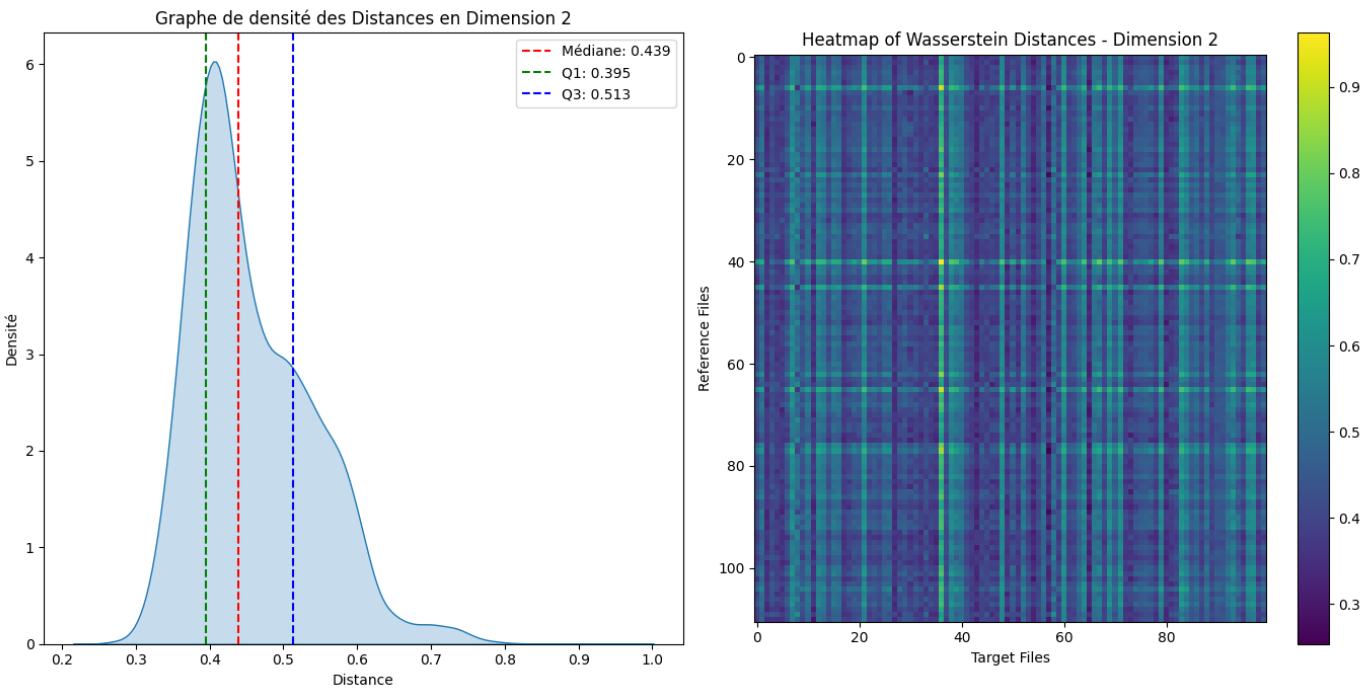 Graphe de densité des Distances en Dimension 2
Médiane: 0.439
Q1: 0.395
Q3: 0.513
6
5
4
3
2
1
0
Densité
0.2 0.3 0.4 0.5 0.6 0.7 0.8 0.9 1.0
Distance
Heatmap of Wasserstein Distances - Dimension 2
0
20
40
60
80
100
Reference Files
0 20 40 60 80
Target Files
0.9
0.8
0.7
0.6
0.5
0.4
0.3